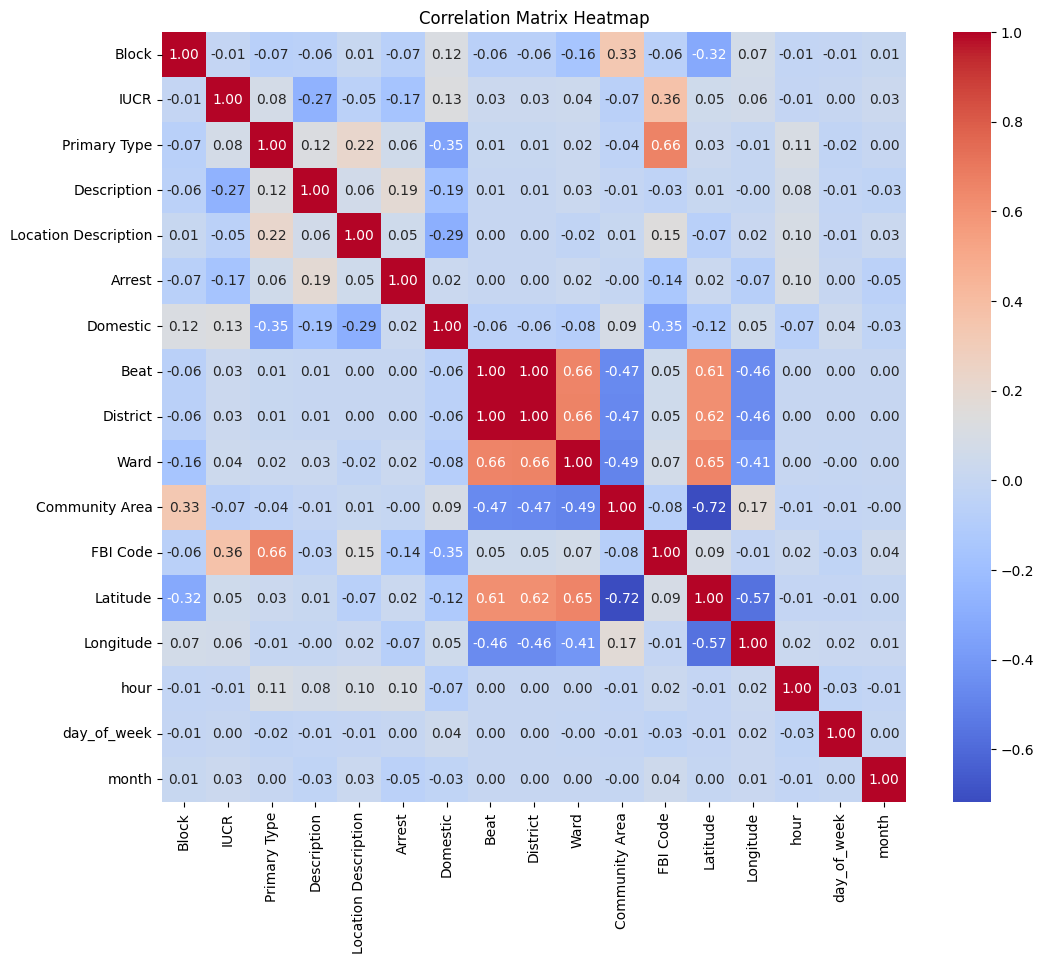 Correlation Matrix Heatmap
Block 1.00 -0.01 -0.07 -0.06 0.01 -0.07 0.12 -0.06 -0.06 -0.16 0.33 -0.06 -0.32 0.07 -0.01 -0.01 0.01
IUCR -0.01 1.00 0.08 -0.27 -0.05 -0.17 0.13 0.03 0.03 0.04 -0.07 0.36 0.05 0.06 -0.01 0.00 0.03
Primary Type -0.07 0.08 1.00 0.12 0.22 0.06 -0.35 0.01 0.01 0.02 -0.04 0.66 0.03 -0.01 0.11 -0.02 0.00
Description -0.06 -0.27 0.12 1.00 0.06 0.19 -0.19 0.01 0.01 0.03 -0.01 -0.03 0.01 -0.00 0.08 -0.01 -0.03
Location Description 0.01 -0.05 0.22 0.06 1.00 0.05 -0.29 0.00 0.00 -0.02 0.01 0.15 -0.07 0.02 0.10 -0.01 0.03
Arrest -0.07 -0.17 0.06 0.19 0.05 1.00 0.02 0.00 0.00 0.02 -0.00 -0.14 0.02 -0.07 0.10 0.00 -0.05
Domestic 0.12 0.13 -0.35 -0.19 -0.29 0.02 1.00 -0.06 -0.06 -0.08 0.09 -0.35 -0.12 0.05 -0.07 0.04 -0.03
Beat -0.06 0.03 0.01 0.01 0.00 0.00 -0.06 1.00 1.00 0.66 -0.47 0.05 0.61 -0.46 0.00 0.00 0.00
District -0.06 0.03 0.01 0.01 0.00 0.00 -0.06 1.00 1.00 0.66 -0.47 0.05 0.62 -0.46 0.00 0.00 0.00
Ward -0.16 0.04 0.02 0.03 -0.02 0.02 -0.08 0.66 0.66 1.00 -0.49 0.07 0.65 -0.41 0.00 -0.00 0.00
Community Area 0.33 -0.07 -0.04 -0.01 0.01 -0.00 0.09 -0.47 -0.47 -0.49 1.00 -0.08 -0.72 0.17 -0.01 -0.01 -0.00
FBI Code -0.06 0.36 0.66 -0.03 0.15 -0.14 -0.35 0.05 0.05 0.07 -0.08 1.00 0.09 -0.01 0.02 -0.03 0.04
Latitude -0.32 0.05 0.03 0.01 -0.07 0.02 -0.12 0.61 0.62 0.65 -0.72 0.09 1.00 -0.57 -0.01 -0.01 0.00
Longitude 0.07 0.06 -0.01 -0.00 0.02 -0.07 0.05 -0.46 -0.46 -0.41 0.17 -0.01 -0.57 1.00 0.02 0.02 0.01
hour -0.01 -0.01 0.11 0.08 0.10 0.10 -0.07 0.00 0.00 0.00 -0.01 0.02 -0.01 0.02 1.00 -0.03 -0.01
day_of_week -0.01 0.00 -0.02 -0.01 -0.01 0.00 0.04 0.00 0.00 -0.00 -0.01 -0.03 -0.01 0.02 -0.03 1.00 0.00
month 0.01 0.03 0.00 -0.03 0.03 -0.05 -0.03 0.00 0.00 0.00 -0.00 0.04 0.00 0.01 -0.01 0.00 1.00
Block
IUCR
Primary Type
Description
Location Description
Arrest
Domestic
Beat
District
Ward
Community Area
FBI Code
Latitude
Longitude
hour
day_of_week
month
1.0
0.8
0.6
0.4
0.2
0.0
−0.2
−0.4
−0.6